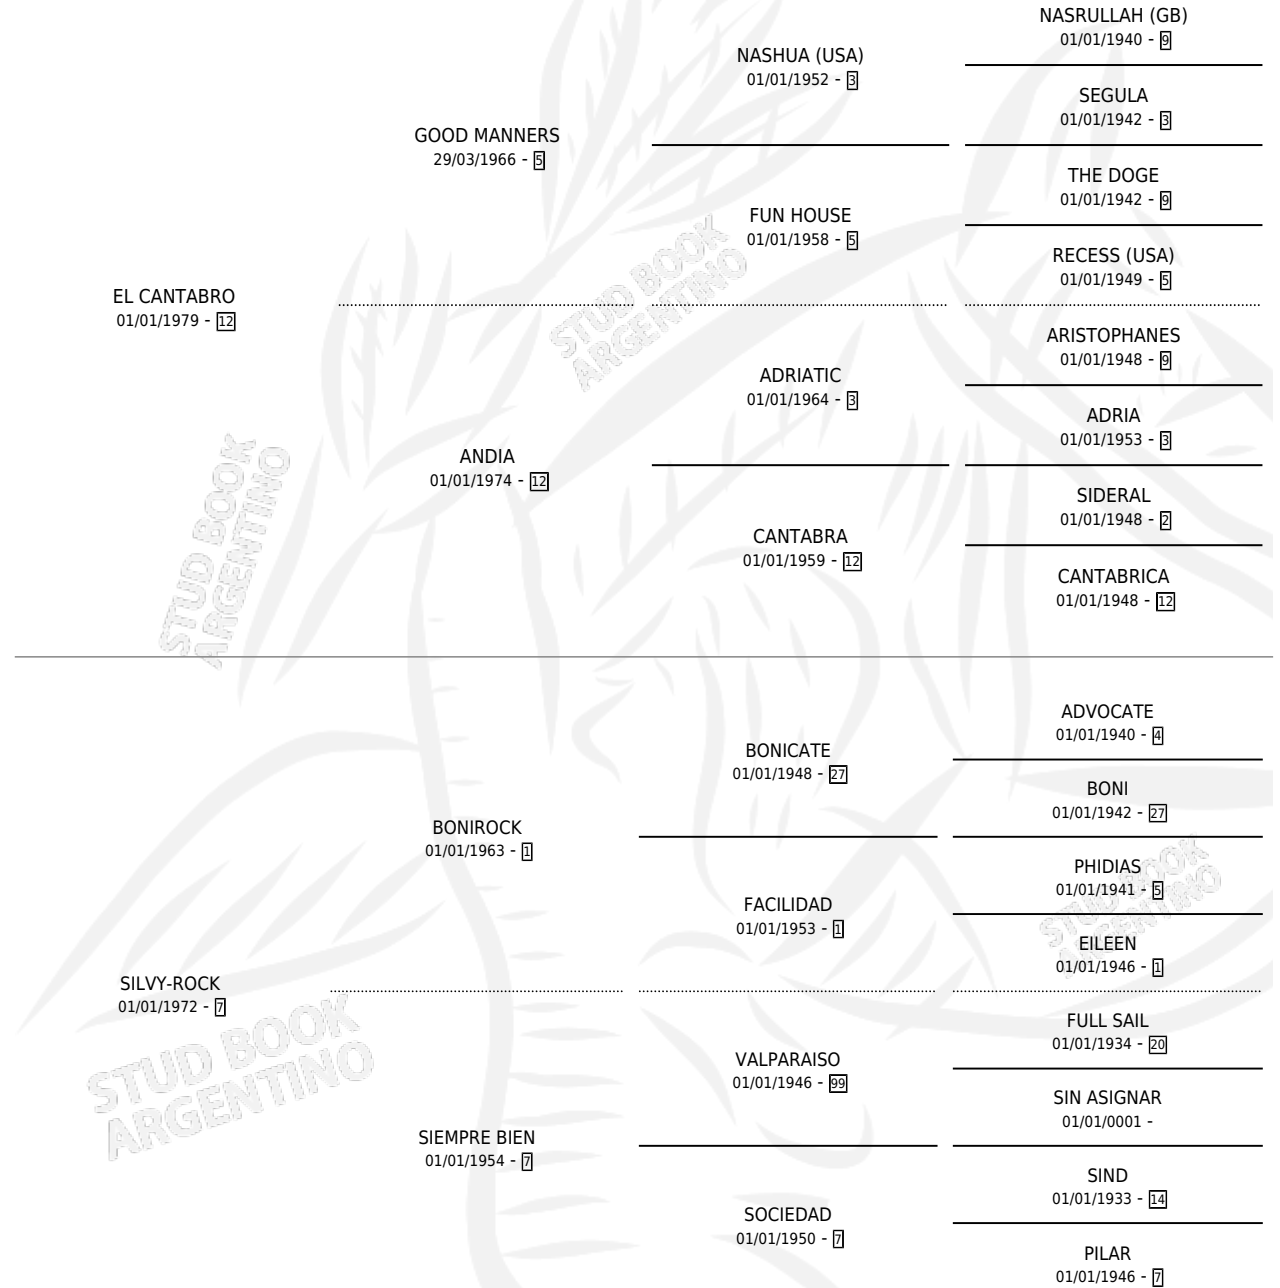 NASRULLAH (GB)
01/01/1940 - 9
NASHUA (USA)
01/01/1952 - 3
SEGULA
01/01/1942 - 3
GOOD MANNERS
29/03/1966 - 5
THE DOGE
01/01/1942 - 9
FUN HOUSE
01/01/1958 - 5
RECESS (USA)
01/01/1949 - 5
EL CANTABRO
01/01/1979 - 12
ARISTOPHANES
01/01/1948 - 9
ADRIATIC
01/01/1964 - 3
ADRIA
01/01/1953 - 3
ANDIA
01/01/1974 - 12
SIDERAL
01/01/1948 - 2
CANTABRA
01/01/1959 - 12
CANTABRICA
01/01/1948 - 12
STUD BOOK
ARGENTINO
STUD BOOK
ARGENTINO
ADVOCATE
01/01/1940 - 4
BONICATE
01/01/1948 - 27
BONI
01/01/1942 - 27
BONIROCK
01/01/1963 - 1
PHIDIAS
01/01/1941 - 5
FACILIDAD
01/01/1953 - 1
EILEEN
01/01/1946 - 1
SILVY-ROCK
01/01/1972 - 7
FULL SAIL
01/01/1934 - 20
VALPARAISO
01/01/1946 - 99
SIN ASIGNAR
01/01/0001 -
SIEMPRE BIEN
01/01/1954 - 7
SIND
01/01/1933 - 14
SOCIEDAD
01/01/1950 - 7
PILAR
01/01/1946 - 7
STUD BOOK
ARGENTINO
STUD BOOK
ARGENTINO